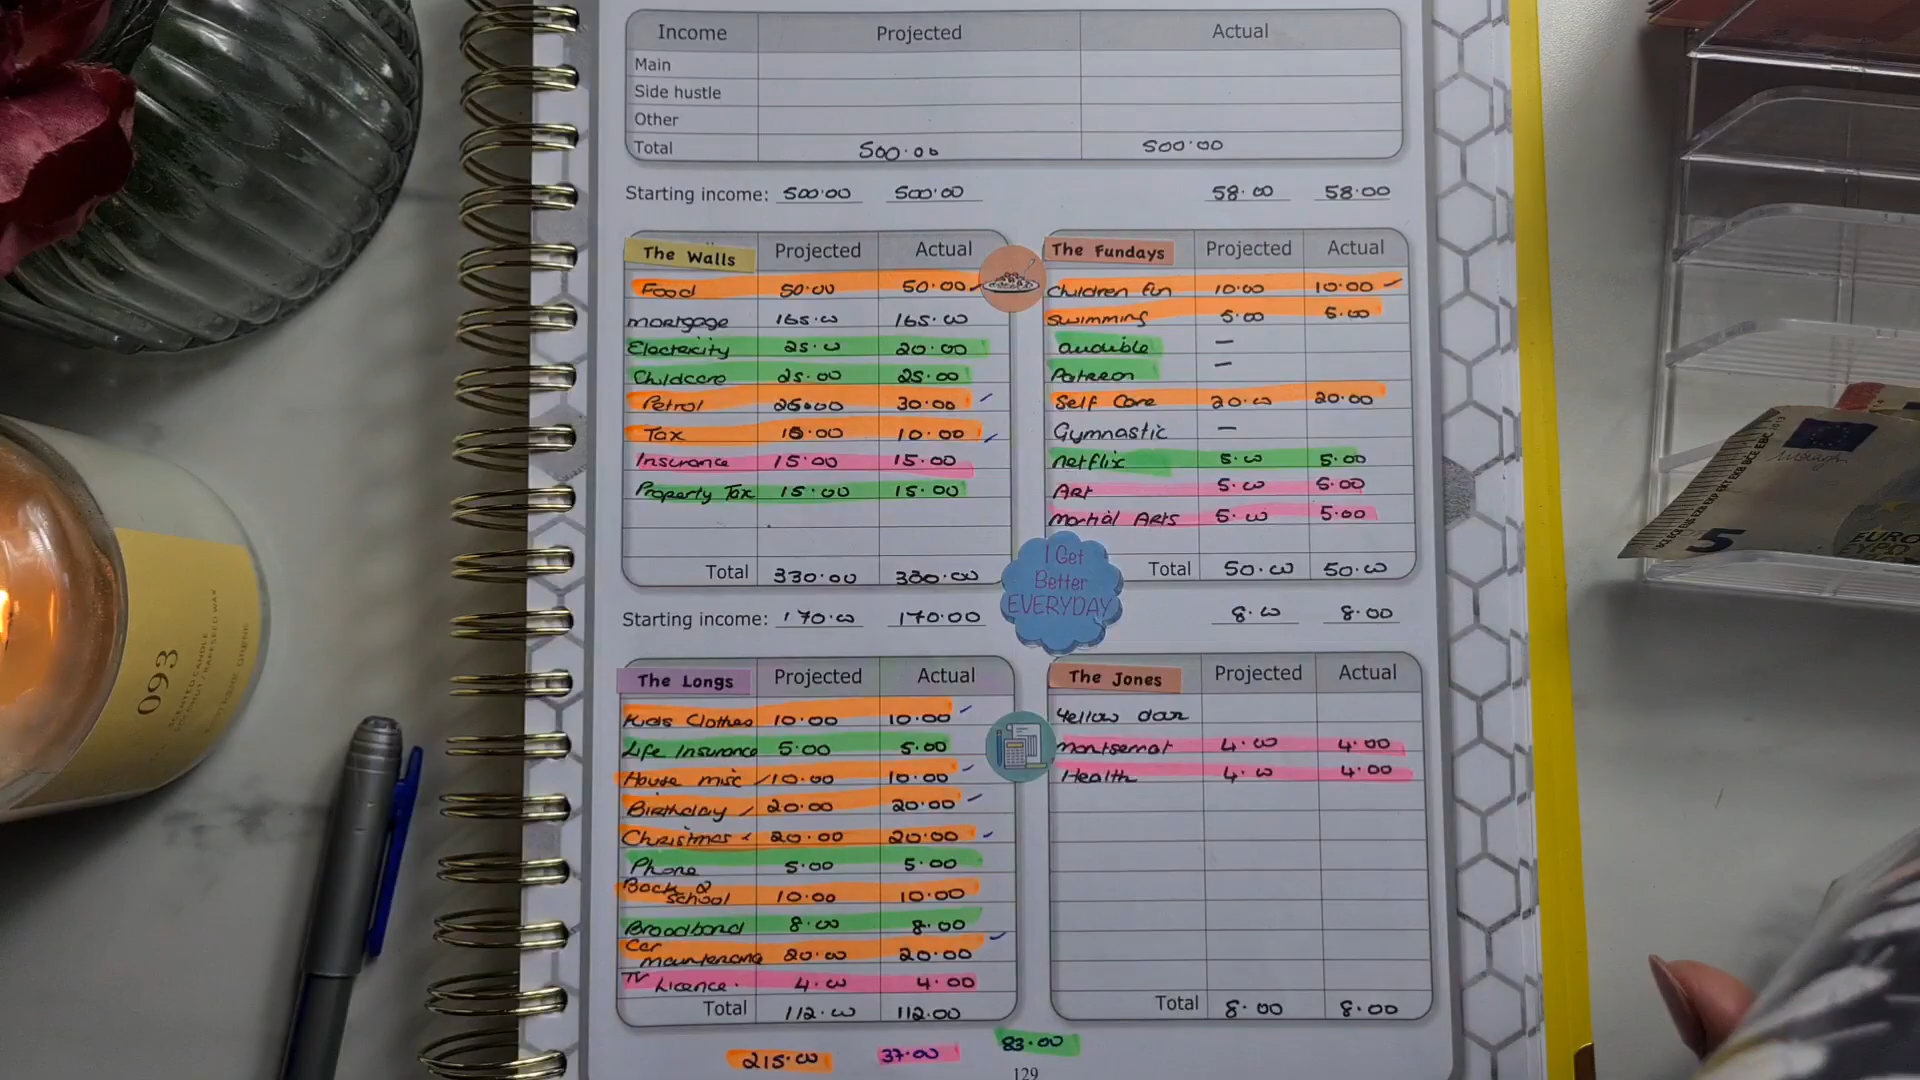 Income Projected Actual
Main
Side hustle
Other
Total 500.00 500.00
Starting income: 500.00 500.00 58.00 58.00
The Walls Projected Actual
Food 50.00 50.00
mortgage 165.00 165.00
Electricity 25.00 20.00
Childcare 25.00 25.00
Petrol 25.00 30.00
Tax 10.00 10.00
Insurance 15.00 15.00
Property Tax 15.00 15.00
Total 330.00 330.00
The Fundays Projected Actual
Children fun 10.00 10.00
Swimming 5.00 5.00
audible –
Patreon –
Self Care 20.00 20.00
Gymnastic –
netflix 5.00 5.00
Art 5.00 5.00
Martial Arts 5.00 5.00
Total 50.00 50.00
I Get
Better
EVERYDAY
Starting income: 170.00 170.00 8.00 8.00
The Longs Projected Actual
Kids Clothes 10.00 10.00
Life Insurance 5.00 5.00
House misc 10.00 10.00
Birthday 20.00 20.00
Christmas 20.00 20.00
Phone 5.00 5.00
Back 2
School 10.00 10.00
Broadband 8.00 8.00
Car
maintenance 20.00 20.00
TV Licence. 4.00 4.00
Total 112.00 112.00
The Jones Projected Actual
Yellow door
Montserrat 4.00 4.00
Health 4.00 4.00
Total 8.00 8.00
215.00 37.00 83.00
129
093
SCENTED CANDLE
5
EURO